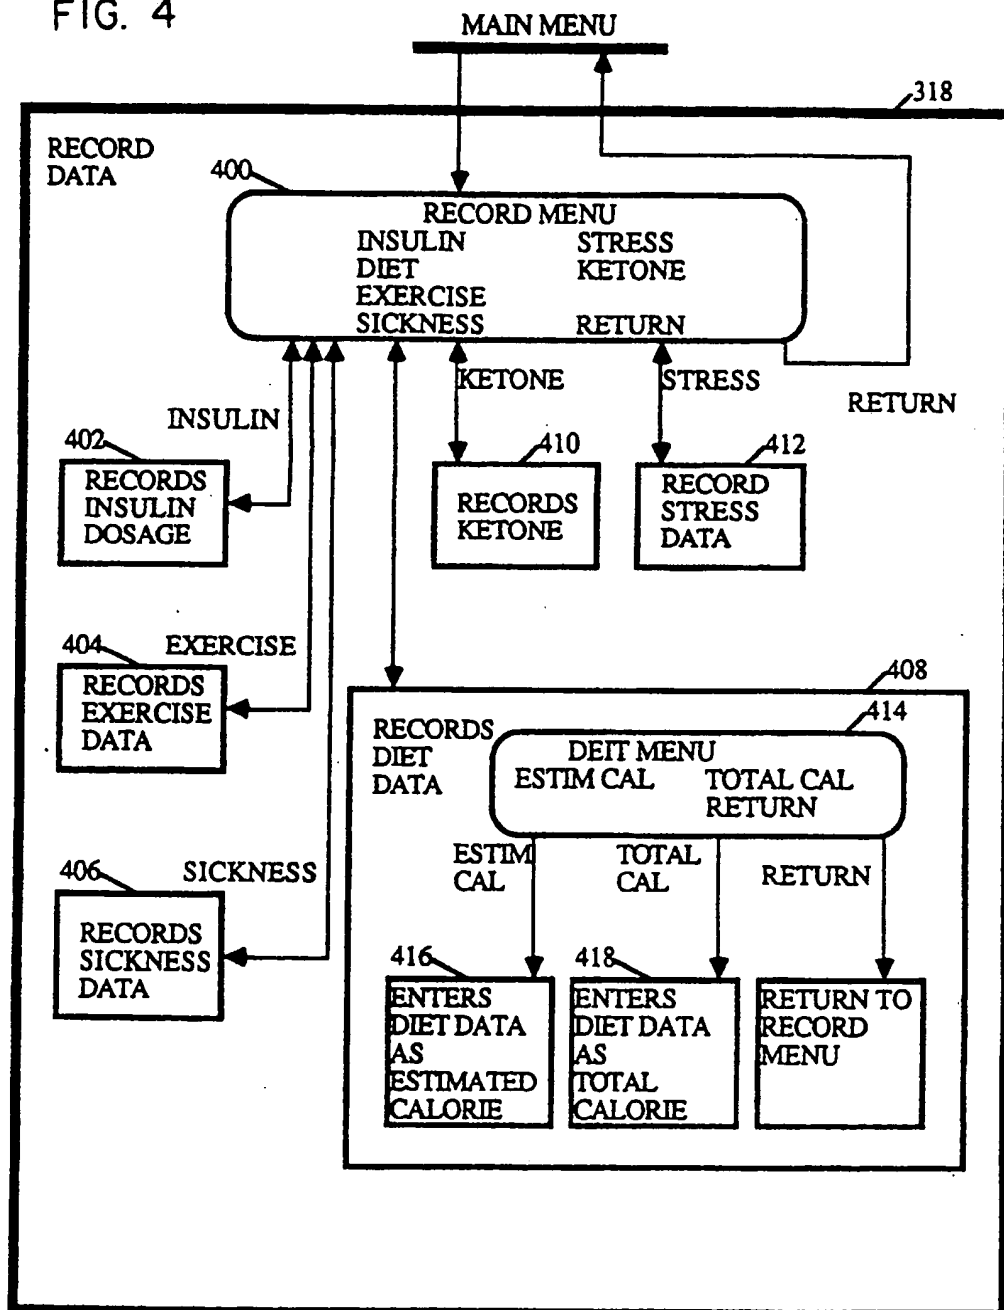 FIG. 4
MAIN MENU
318
RECORD
DATA
400
RECORD MENU
INSULIN STRESS
DIET KETONE
EXERCISE
SICKNESS RETURN
KETONE
STRESS
RETURN
INSULIN
402
RECORDS
INSULIN
DOSAGE
410
RECORDS
KETONE
412
RECORD
STRESS
DATA
404
EXERCISE
RECORDS
EXERCISE
DATA
408
RECORDS
DIET
DATA
414
DEIT MENU
ESTIM CAL TOTAL CAL
RETURN
ESTIM
CAL
TOTAL
CAL
RETURN
406
SICKNESS
RECORDS
SICKNESS
DATA
416
ENTERS
DIET DATA
AS
ESTIMATED
CALORIE
418
ENTERS
DIET DATA
AS
TOTAL
CALORIE
RETURN TO
RECORD
MENU